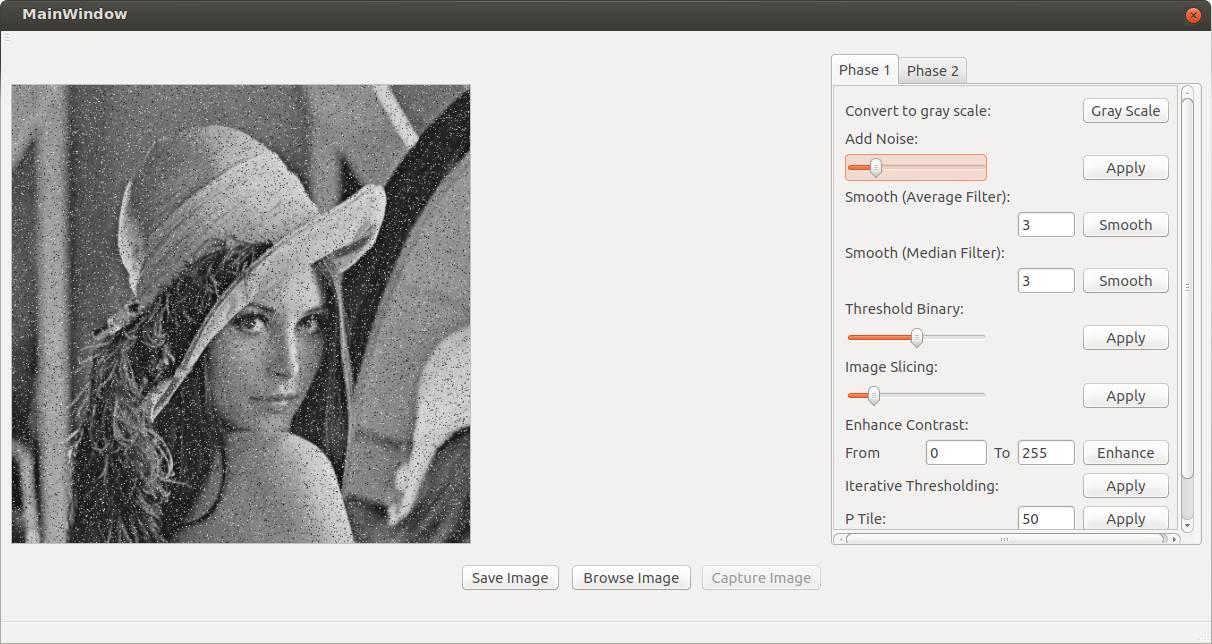 MainWindow
Phase 1 Phase 2
Convert to gray scale: Gray Scale
Add Noise:
Apply
Smooth (Average Filter):
3 Smooth
Smooth (Median Filter):
3 Smooth
Threshold Binary:
Apply
Image Slicing:
Apply
Enhance Contrast:
From 0 To 255 Enhance
Iterative Thresholding: Apply
P Tile: 50 Apply
Save Image Browse Image Capture Image